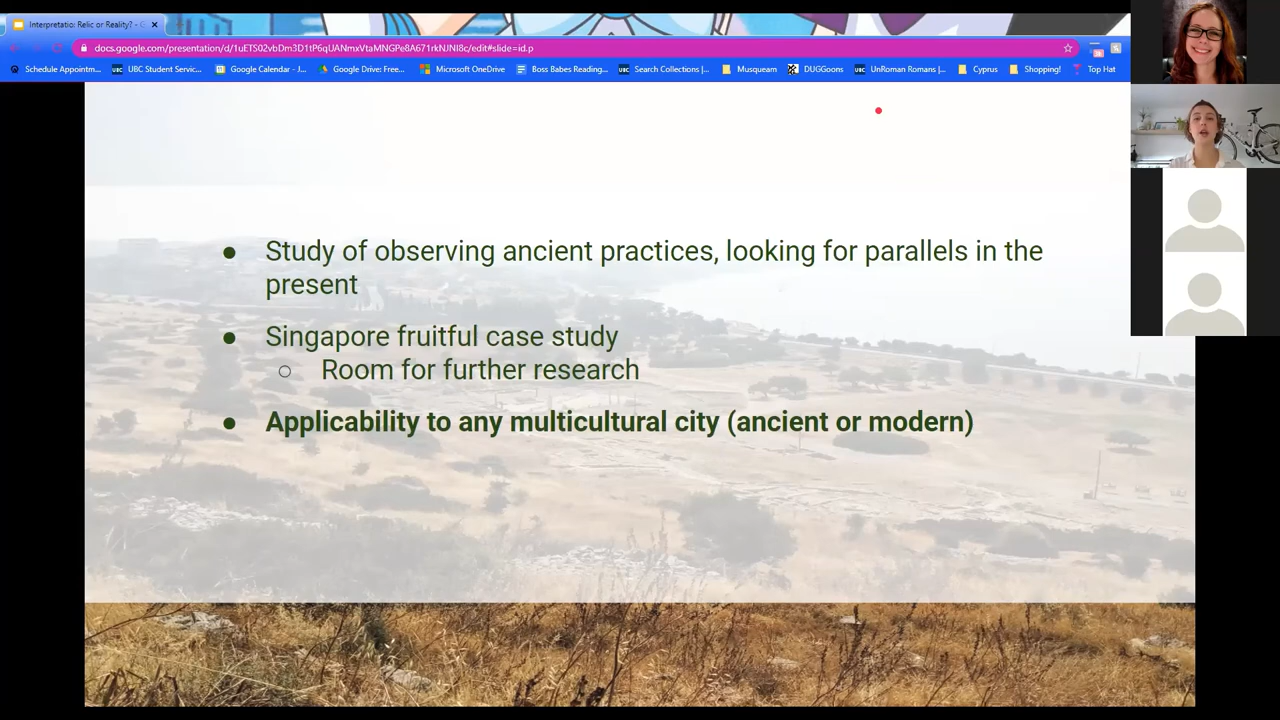 Interpretatio: Relic or Reality? - G
docs.google.com/presentation/d/1uETS02vbDm3D1tP6qUANmxVtaMNGPe8A671rkNJNI8c/edit#slide=id.p
Schedule Appointm... UBC Student Servic... Google Calendar - J... Google Drive: Free... Microsoft OneDrive Boss Babes Reading... Search Collections |... Musqueam DUGGoons UnRoman Romans |... Cyprus Shopping! Top Hat
● Study of observing ancient practices, looking for parallels in the
present
● Singapore fruitful case study
○ Room for further research
● Applicability to any multicultural city (ancient or modern)